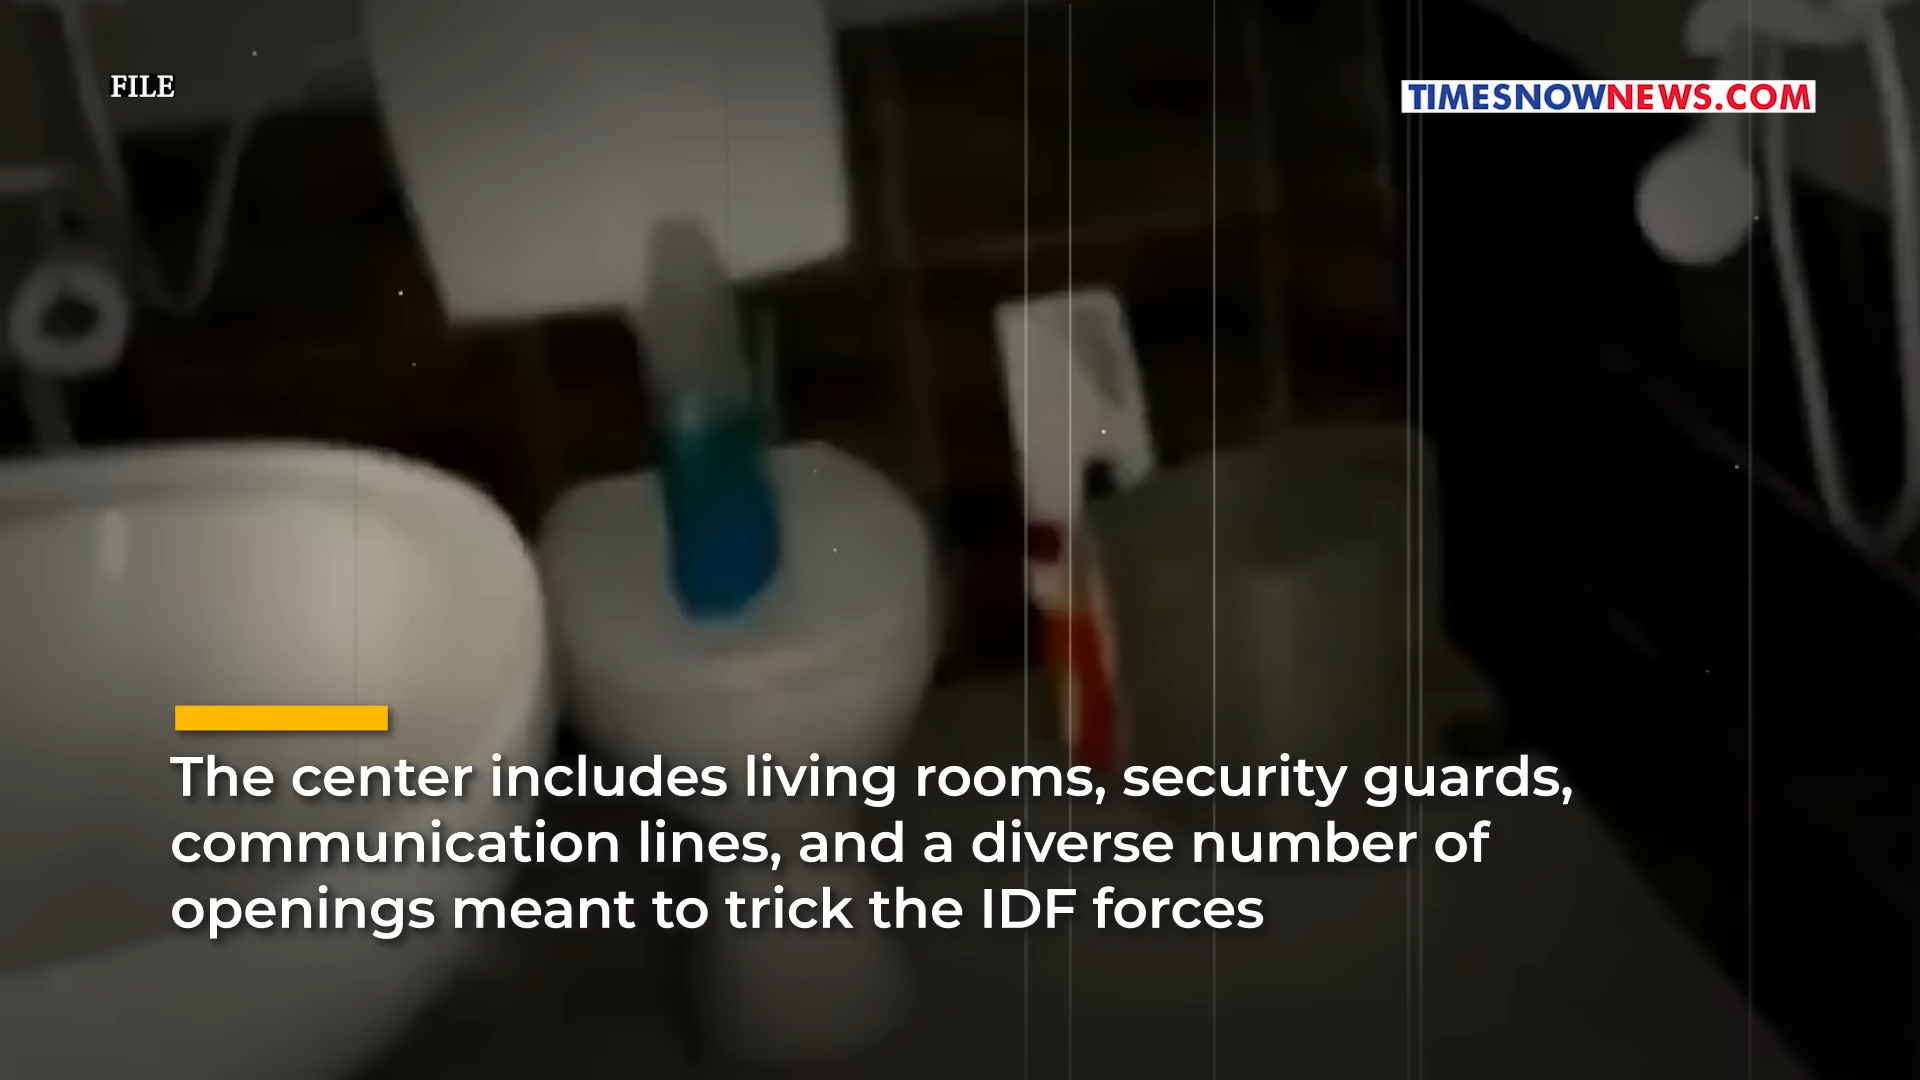 FILE
TIMESNOWNEWS.COM
The center includes living rooms, security guards,
communication lines, and a diverse number of
openings meant to trick the IDF forces